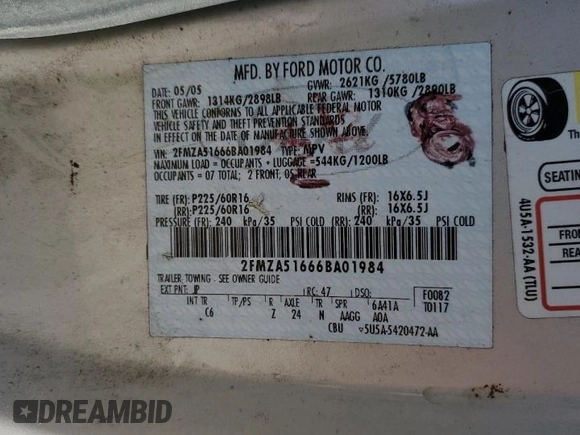 MFD. BY FORD MOTOR CO.
DATE: 05/05 GVWR: 2621KG /5780LB
FRONT GAWR: 1314KG/2898LB REAR GAWR: 1310KG /2890LB
THIS VEHICLE CONFORMS TO ALL APPLICABLE FEDERAL MOTOR
VEHICLE SAFETY AND THEFT PREVENTION STANDARDS
IN EFFECT ON THE DATE OF MANUFACTURE SHOWN ABOVE.
VIN: 2FMZA51666BA01984 TYPE: MPV
MAXIMUM LOAD = OCCUPANTS + LUGGAGE = 544KG/1200LB
OCCUPANTS = 07 TOTAL; 2 FRONT, 05 REAR
TIRE (FR): P225/60R16 RIMS (FR): 16X6.5J
(RR): P225/60R16 (RR): 16X6.5J
PRESSURE (FR): 240 kPa/35 PSI COLD (RR): 240 kPa/35 PSI COLD
2FMZA51666BA01984
TRAILER TOWING - SEE OWNER GUIDE
EXT PNT: JP RC: 47 DSO: F0082
T0117
INT TR TP/PS R AXLE TR SPR 6A41A
C6 Z 24 N AAGG AOA
CBU 5U5A-5420472-AA
4U5A-1532-AA (ITU)
SEATIN
FRO
REA
DREAMBID